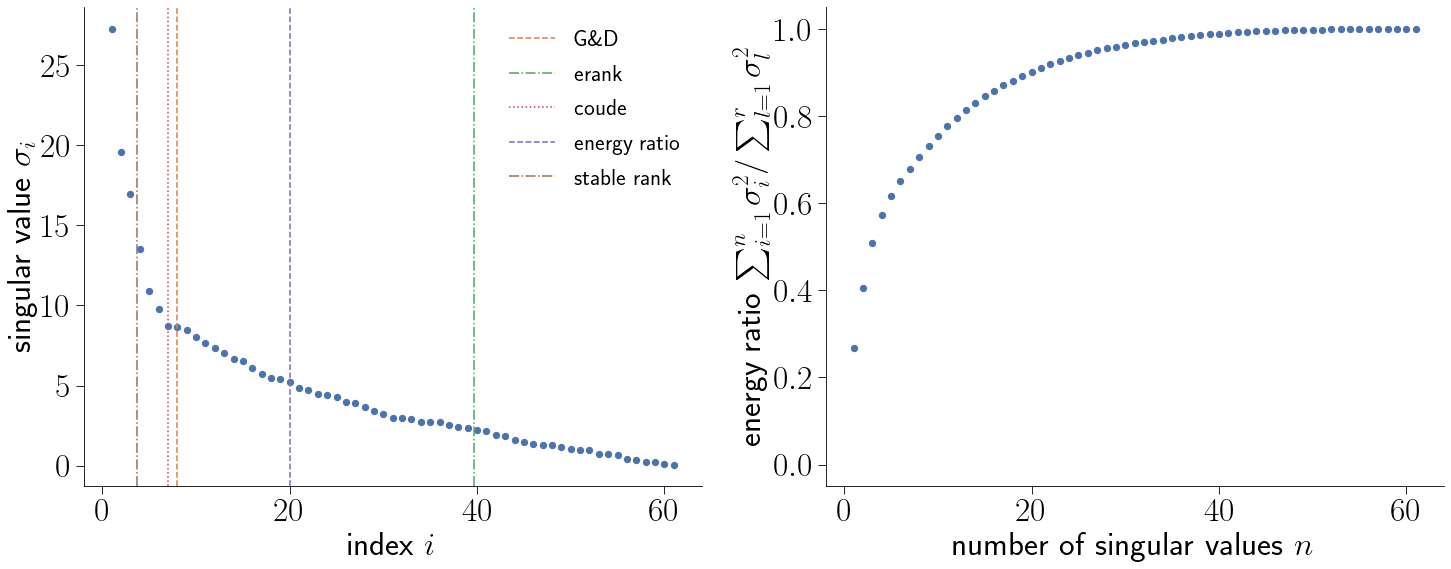 singular value σ_i
25
20
15
10
5
0
0 20 40 60
index i
G&D
erank
coude
energy ratio
stable rank
energy ratio ∑_{i=1}^{n} σ_i^2 / ∑_{l=1}^{r} σ_l^2
1.0
0.8
0.6
0.4
0.2
0.0
0 20 40 60
number of singular values n